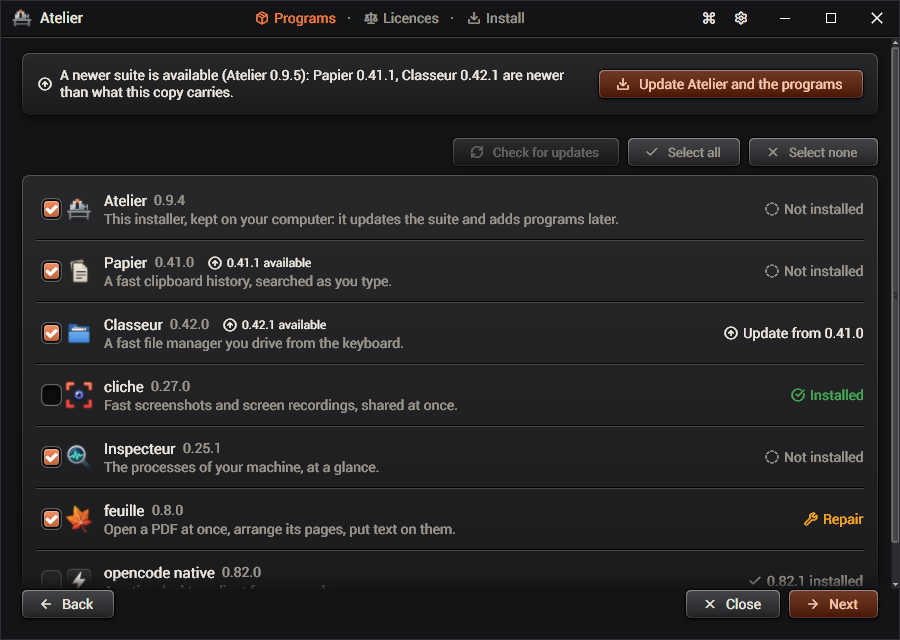 Atelier
Programs · Licences · Install
A newer suite is available (Atelier 0.9.5): Papier 0.41.1, Classeur 0.42.1 are newer
than what this copy carries.
Update Atelier and the programs
Check for updates
Select all
Select none
Atelier 0.9.4
This installer, kept on your computer: it updates the suite and adds programs later.
Not installed
Papier 0.41.0 0.41.1 available
A fast clipboard history, searched as you type.
Not installed
Classeur 0.42.0 0.42.1 available
A fast file manager you drive from the keyboard.
Update from 0.41.0
cliche 0.27.0
Fast screenshots and screen recordings, shared at once.
Installed
Inspecteur 0.25.1
The processes of your machine, at a glance.
Not installed
feuille 0.8.0
Open a PDF at once, arrange its pages, put text on them.
Repair
opencode native 0.82.0
0.82.1 installed
Back
Close
Next